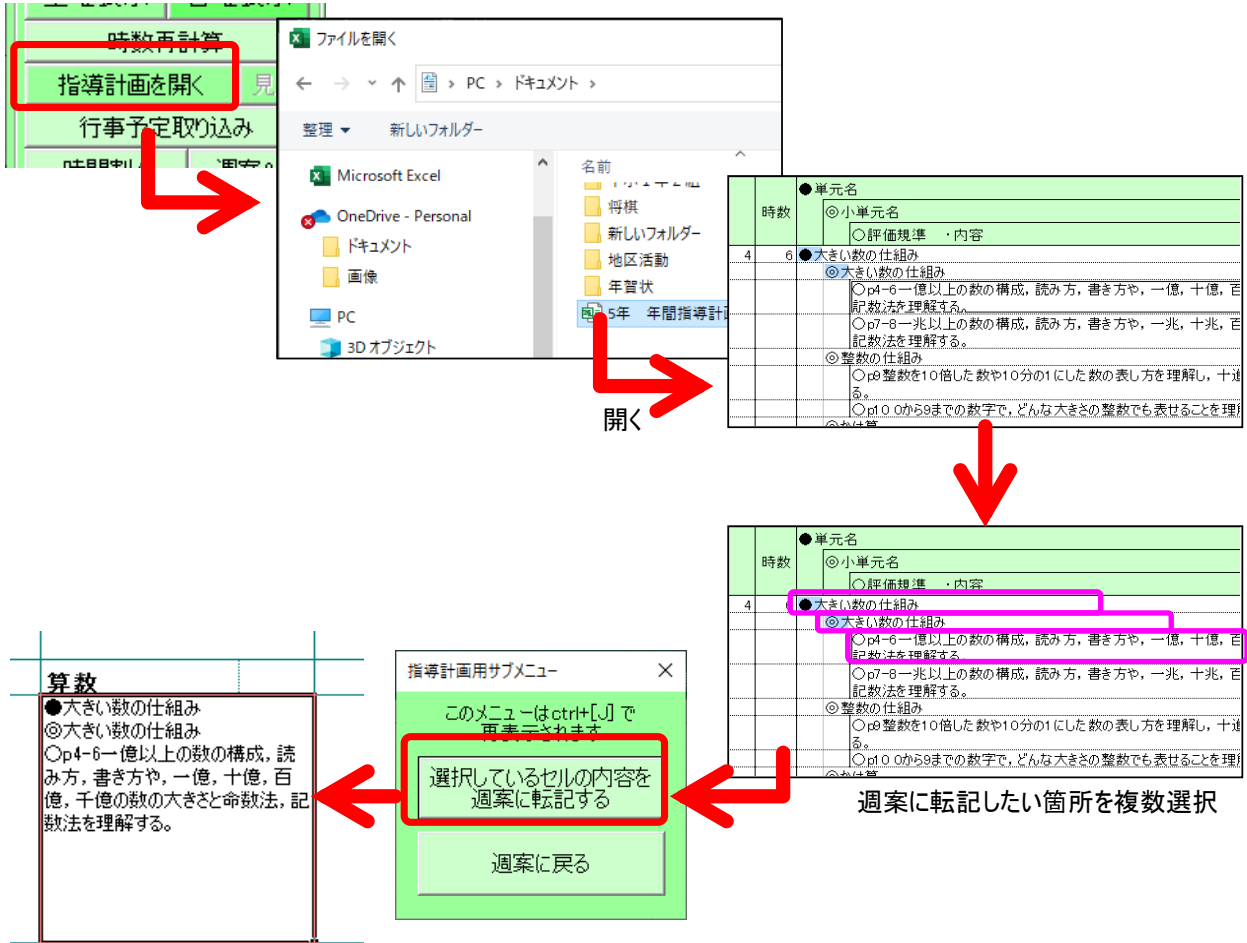 時数再計算
指導計画を開く 見
行事予定取り込み
ファイルを開く
PC › ドキュメント ›
整理 新しいフォルダー
Microsoft Excel
OneDrive - Personal
ドキュメント
画像
PC
3D オブジェクト
名前
将棋
新しいフォルダー
地区活動
年賀状
5年 年間指導計
開く
●単元名
時数 ◎小単元名
○評価規準 ・内容
4 6 ●大きい数の仕組み
◎大きい数の仕組み
○p4-6一億以上の数の構成，読み方，書き方や，一億，十億，百
記数法を理解する。
○p7-8一兆以上の数の構成，読み方，書き方や，一兆，十兆，百
記数法を理解する。
◎整数の仕組み
○p9整数を10倍した数や10分の1にした数の表し方を理解し，十進
る。
○p10 0から9までの数字で，どんな大きさの整数でも表せることを理
◎かけ算
●単元名
時数 ◎小単元名
○評価規準 ・内容
4 ●大きい数の仕組み
◎大きい数の仕組み
○p4-6一億以上の数の構成，読み方，書き方や，一億，十億，百
記数法を理解する。
○p7-8一兆以上の数の構成，読み方，書き方や，一兆，十兆，百
記数法を理解する。
◎整数の仕組み
○p9整数を10倍した数や10分の1にした数の表し方を理解し，十進
る。
○p10 0から9までの数字で，どんな大きさの整数でも表せることを理
◎かけ算
週案に転記したい箇所を複数選択
指導計画用サブメニュー
このメニューはctrl+[J] で
再表示されます
選択しているセルの内容を
週案に転記する
週案に戻る
算数
●大きい数の仕組み
◎大きい数の仕組み
○p4-6一億以上の数の構成，読
み方，書き方や，一億，十億，百
億，千億の数の大きさと命数法，記
数法を理解する。